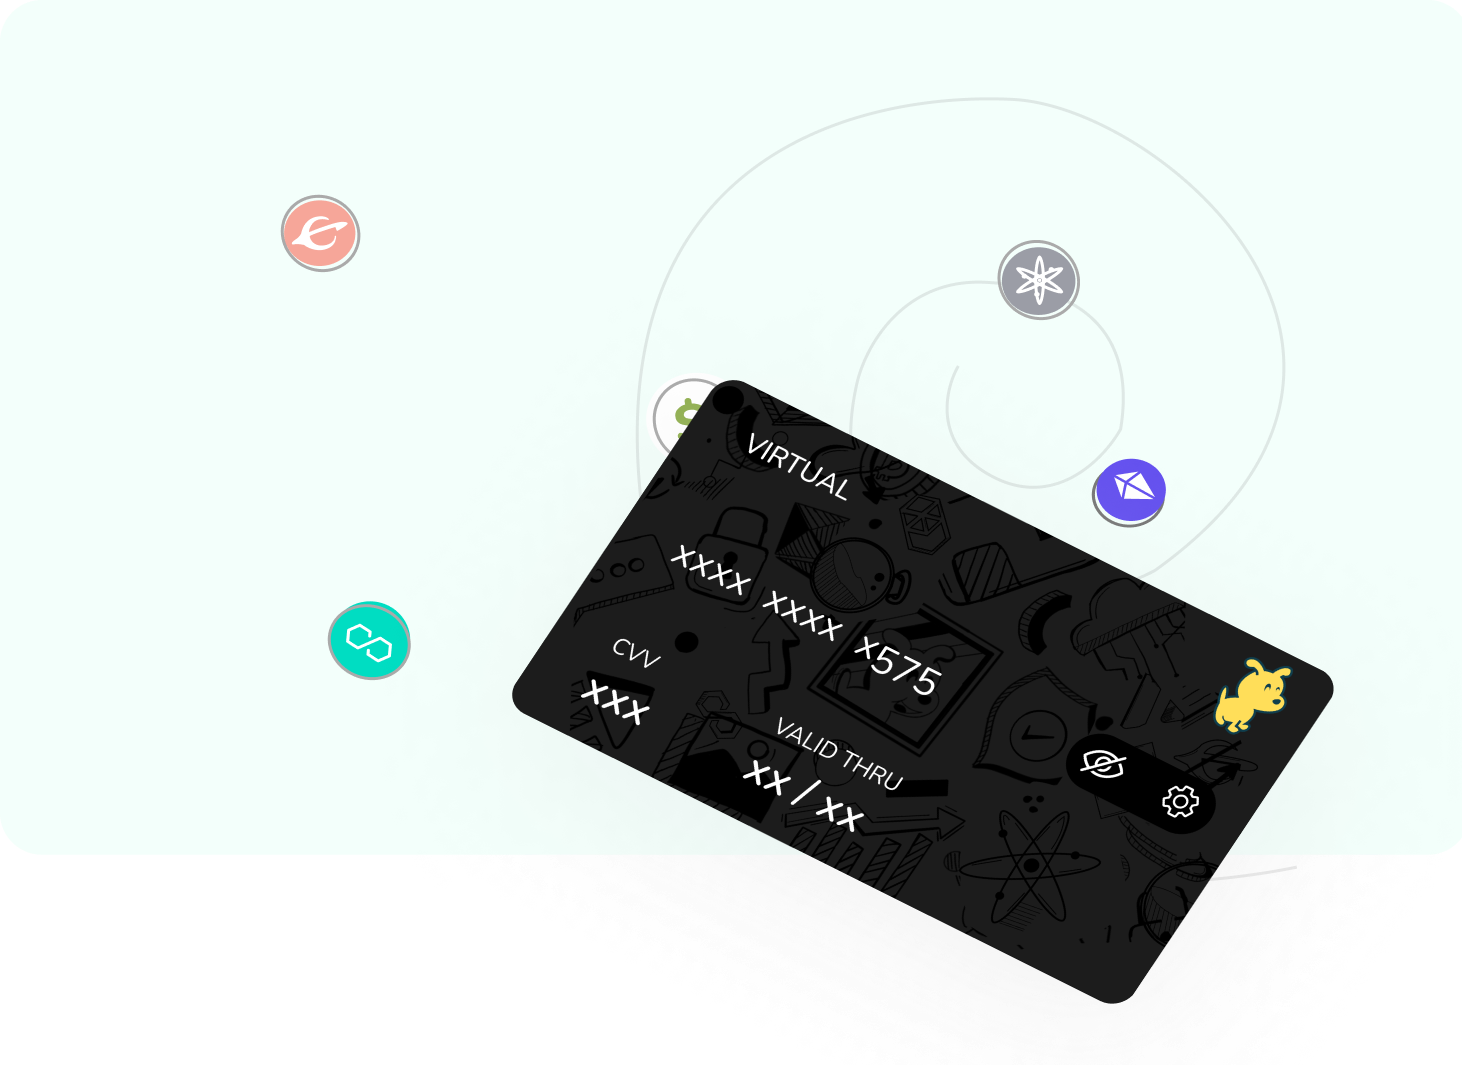 $
VIRTUAL
xxxx xxxx x575
CVV
xxx
VALID THRU
xx/xx